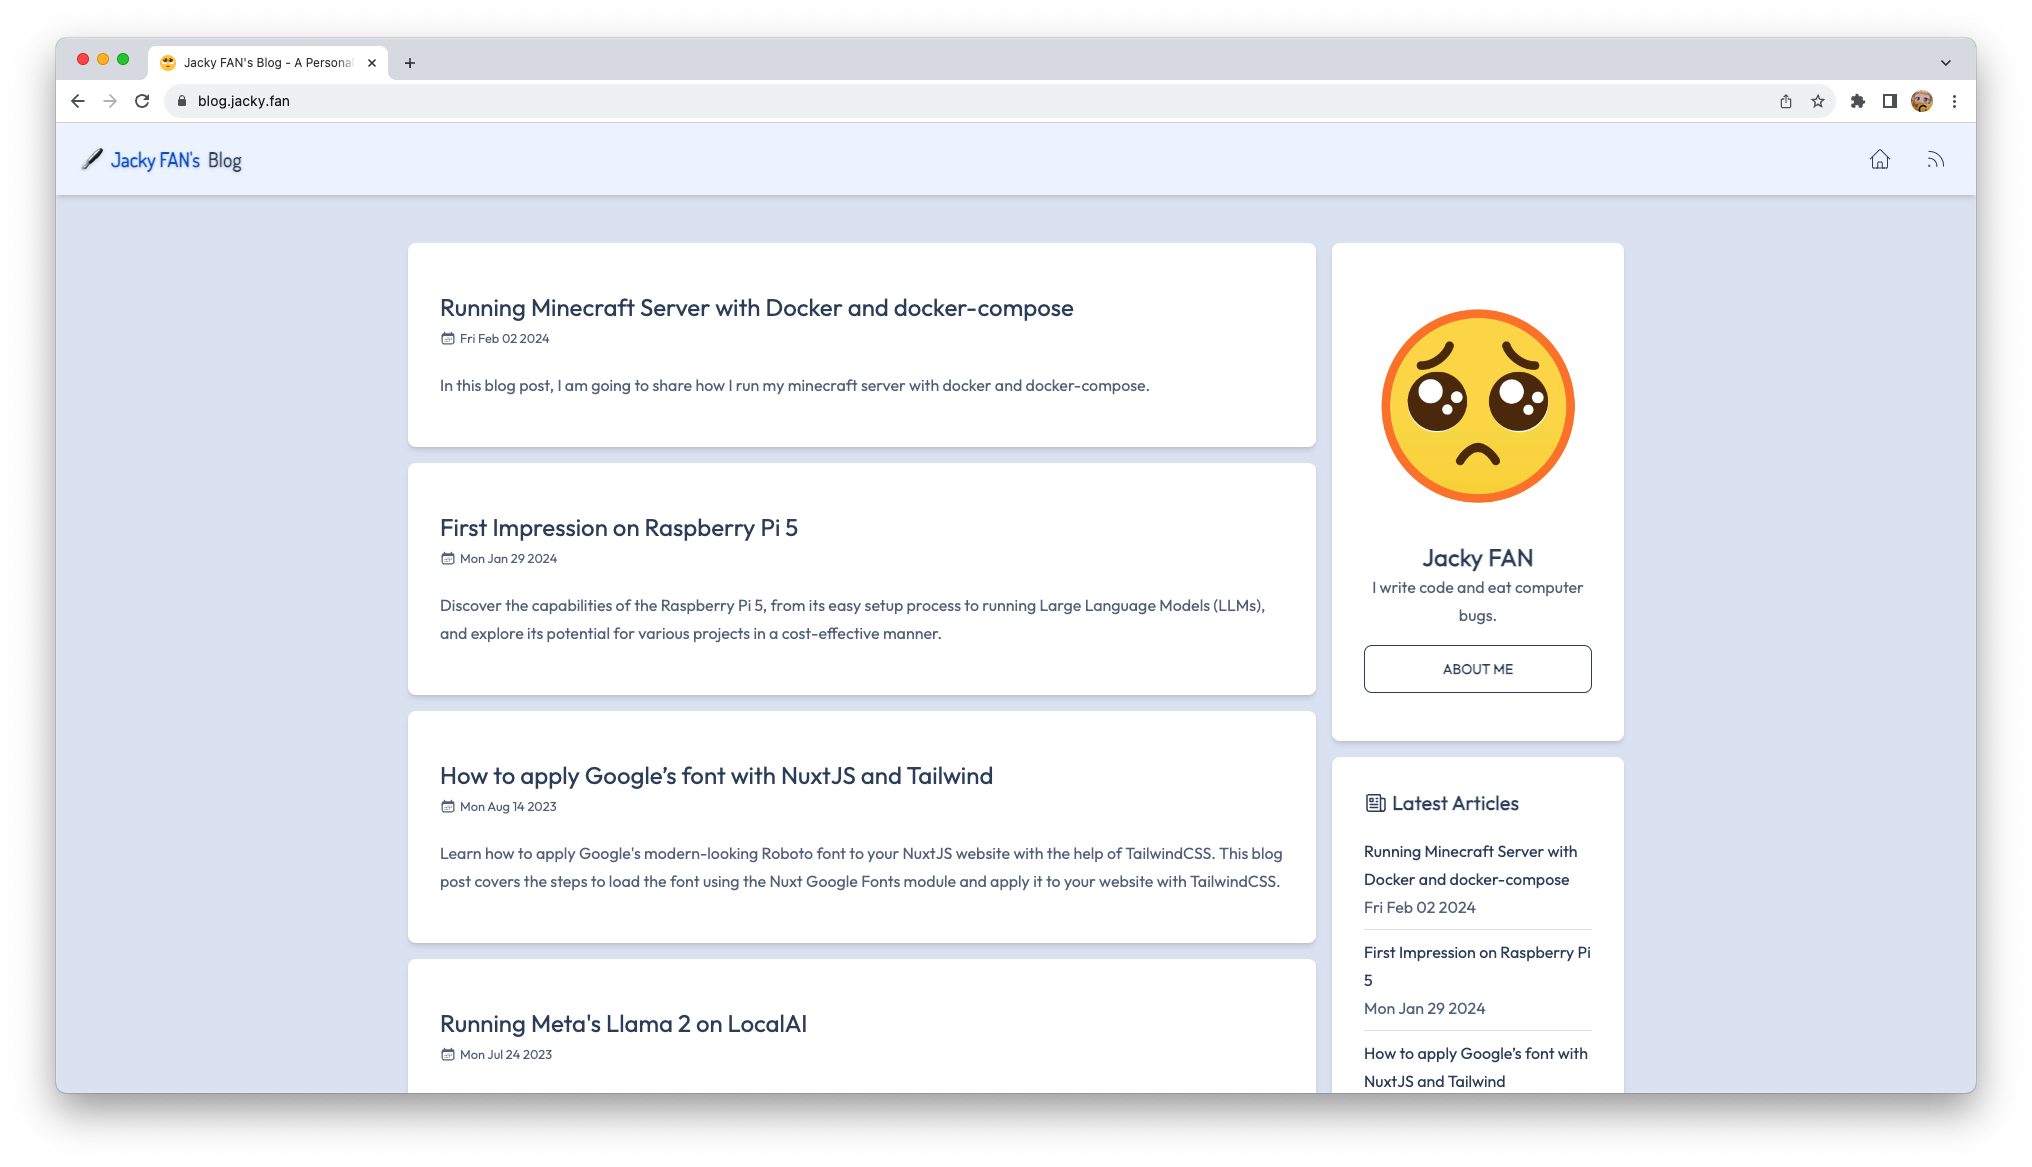 Jacky FAN's Blog - A Personal
blog.jacky.fan
Jacky FAN's Blog
Running Minecraft Server with Docker and docker-compose
Fri Feb 02 2024
In this blog post, I am going to share how I run my minecraft server with docker and docker-compose.
First Impression on Raspberry Pi 5
Mon Jan 29 2024
Discover the capabilities of the Raspberry Pi 5, from its easy setup process to running Large Language Models (LLMs),
and explore its potential for various projects in a cost-effective manner.
How to apply Google’s font with NuxtJS and Tailwind
Mon Aug 14 2023
Learn how to apply Google's modern-looking Roboto font to your NuxtJS website with the help of TailwindCSS. This blog
post covers the steps to load the font using the Nuxt Google Fonts module and apply it to your website with TailwindCSS.
Running Meta's Llama 2 on LocalAI
Mon Jul 24 2023
Jacky FAN
I write code and eat computer
bugs.
ABOUT ME
Latest Articles
Running Minecraft Server with
Docker and docker-compose
Fri Feb 02 2024
First Impression on Raspberry Pi
5
Mon Jan 29 2024
How to apply Google’s font with
NuxtJS and Tailwind